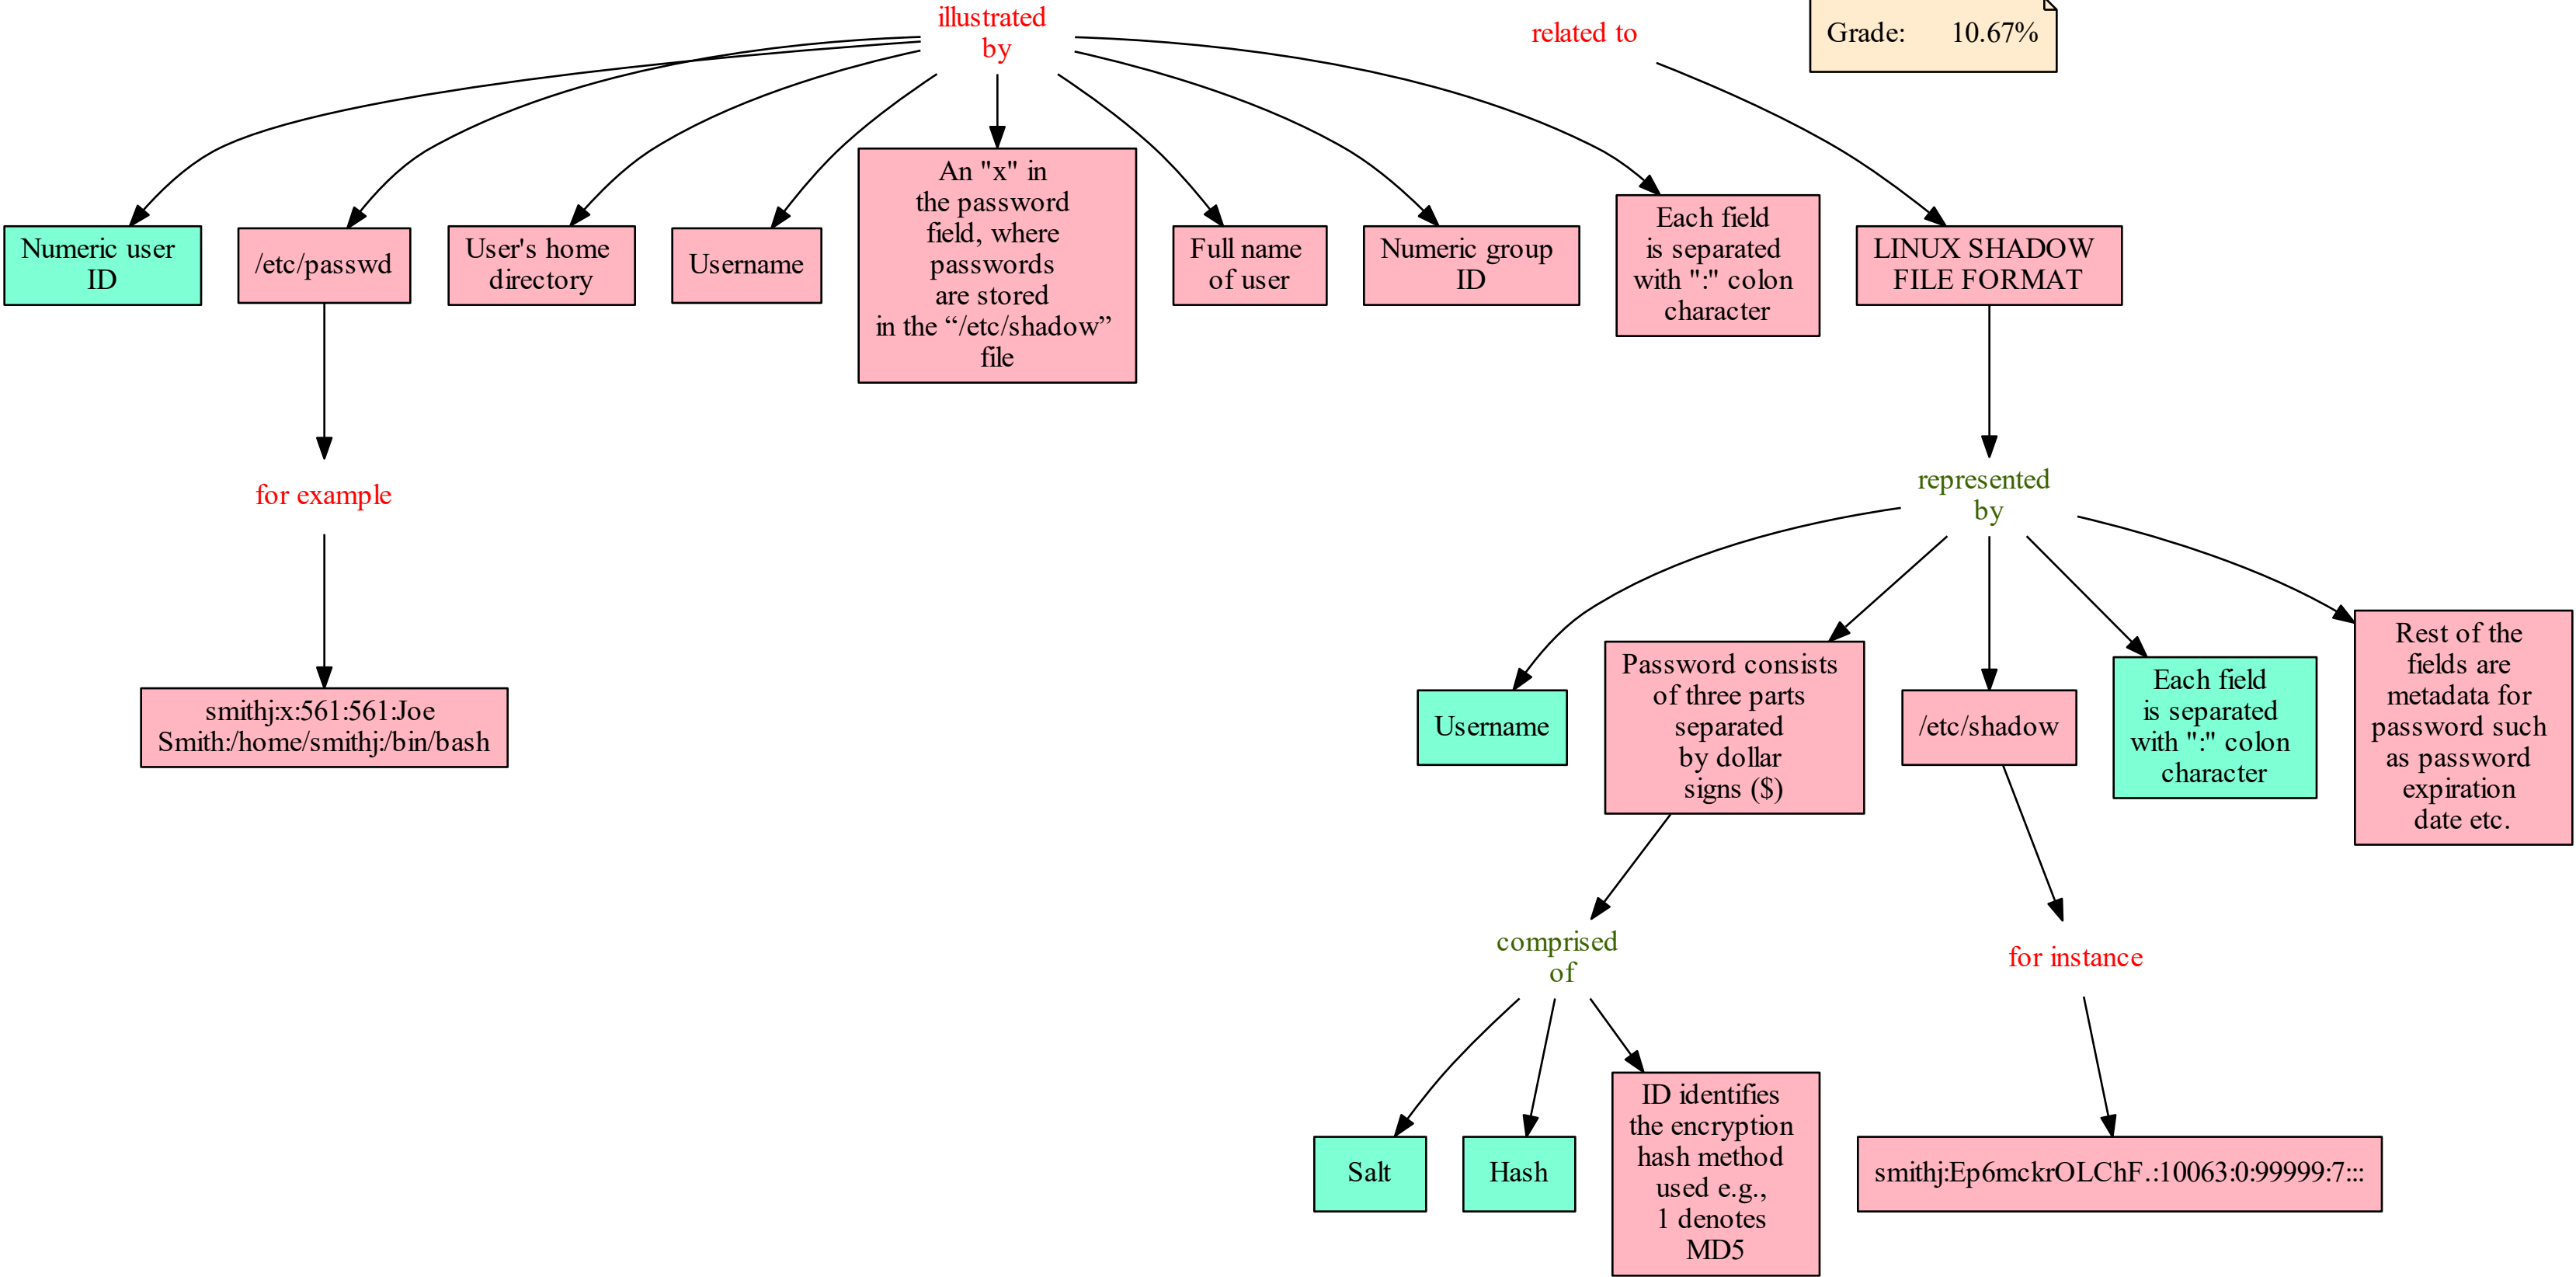 illustrated
by
related to
Grade: 10.67%
Numeric user
ID
/etc/passwd
User's home
directory
Username
An "x" in
the password
field, where
passwords
are stored
in the “/etc/shadow”
file
Full name
of user
Numeric group
ID
Each field
is separated
with ":" colon
character
LINUX SHADOW
FILE FORMAT
for example
represented
by
smithj:x:561:561:Joe
Smith:/home/smithj:/bin/bash
Username
Password consists
of three parts
separated
by dollar
signs ($)
/etc/shadow
Each field
is separated
with ":" colon
character
Rest of the
fields are
metadata for
password such
as password
expiration
date etc.
comprised
of
for instance
Salt
Hash
ID identifies
the encryption
hash method
used e.g.,
1 denotes
MD5
smithj:Ep6mckrOLChF.:10063:0:99999:7:::